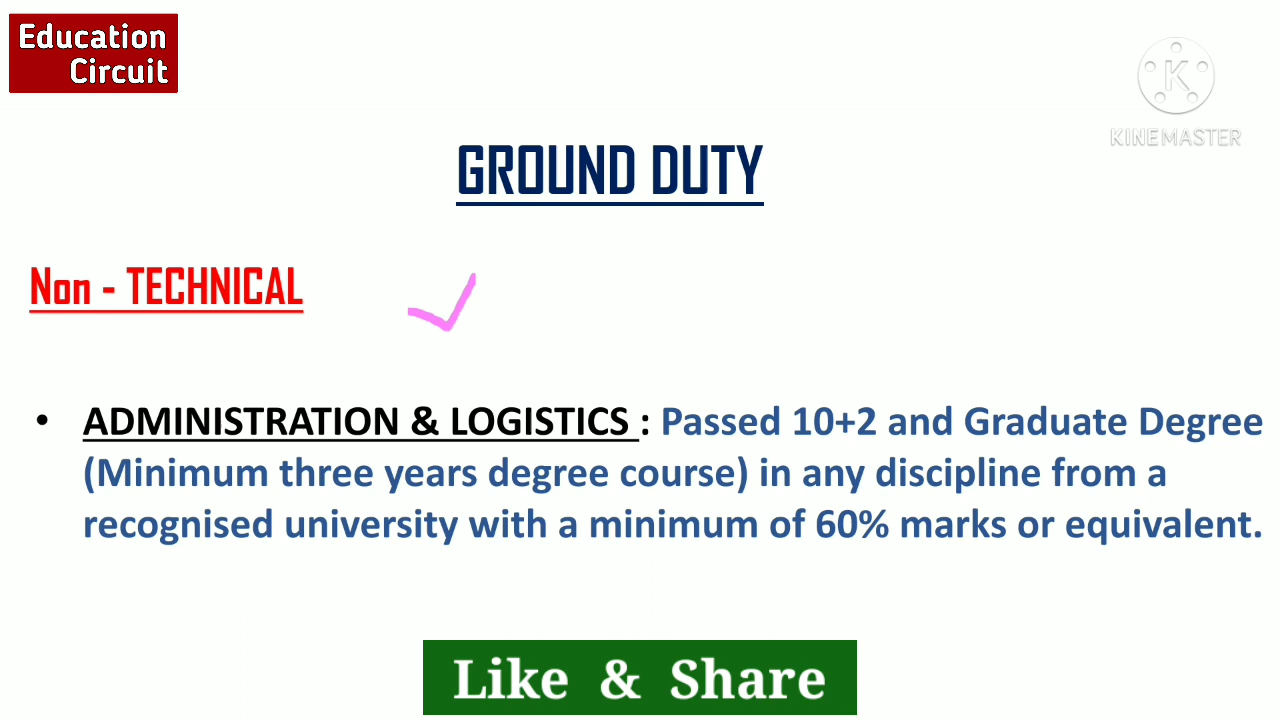 Education
Circuit
K
KINEMASTER
GROUND DUTY
Non - TECHNICAL
• ADMINISTRATION & LOGISTICS : Passed 10+2 and Graduate Degree
(Minimum three years degree course) in any discipline from a
recognised university with a minimum of 60% marks or equivalent.
Like & Share